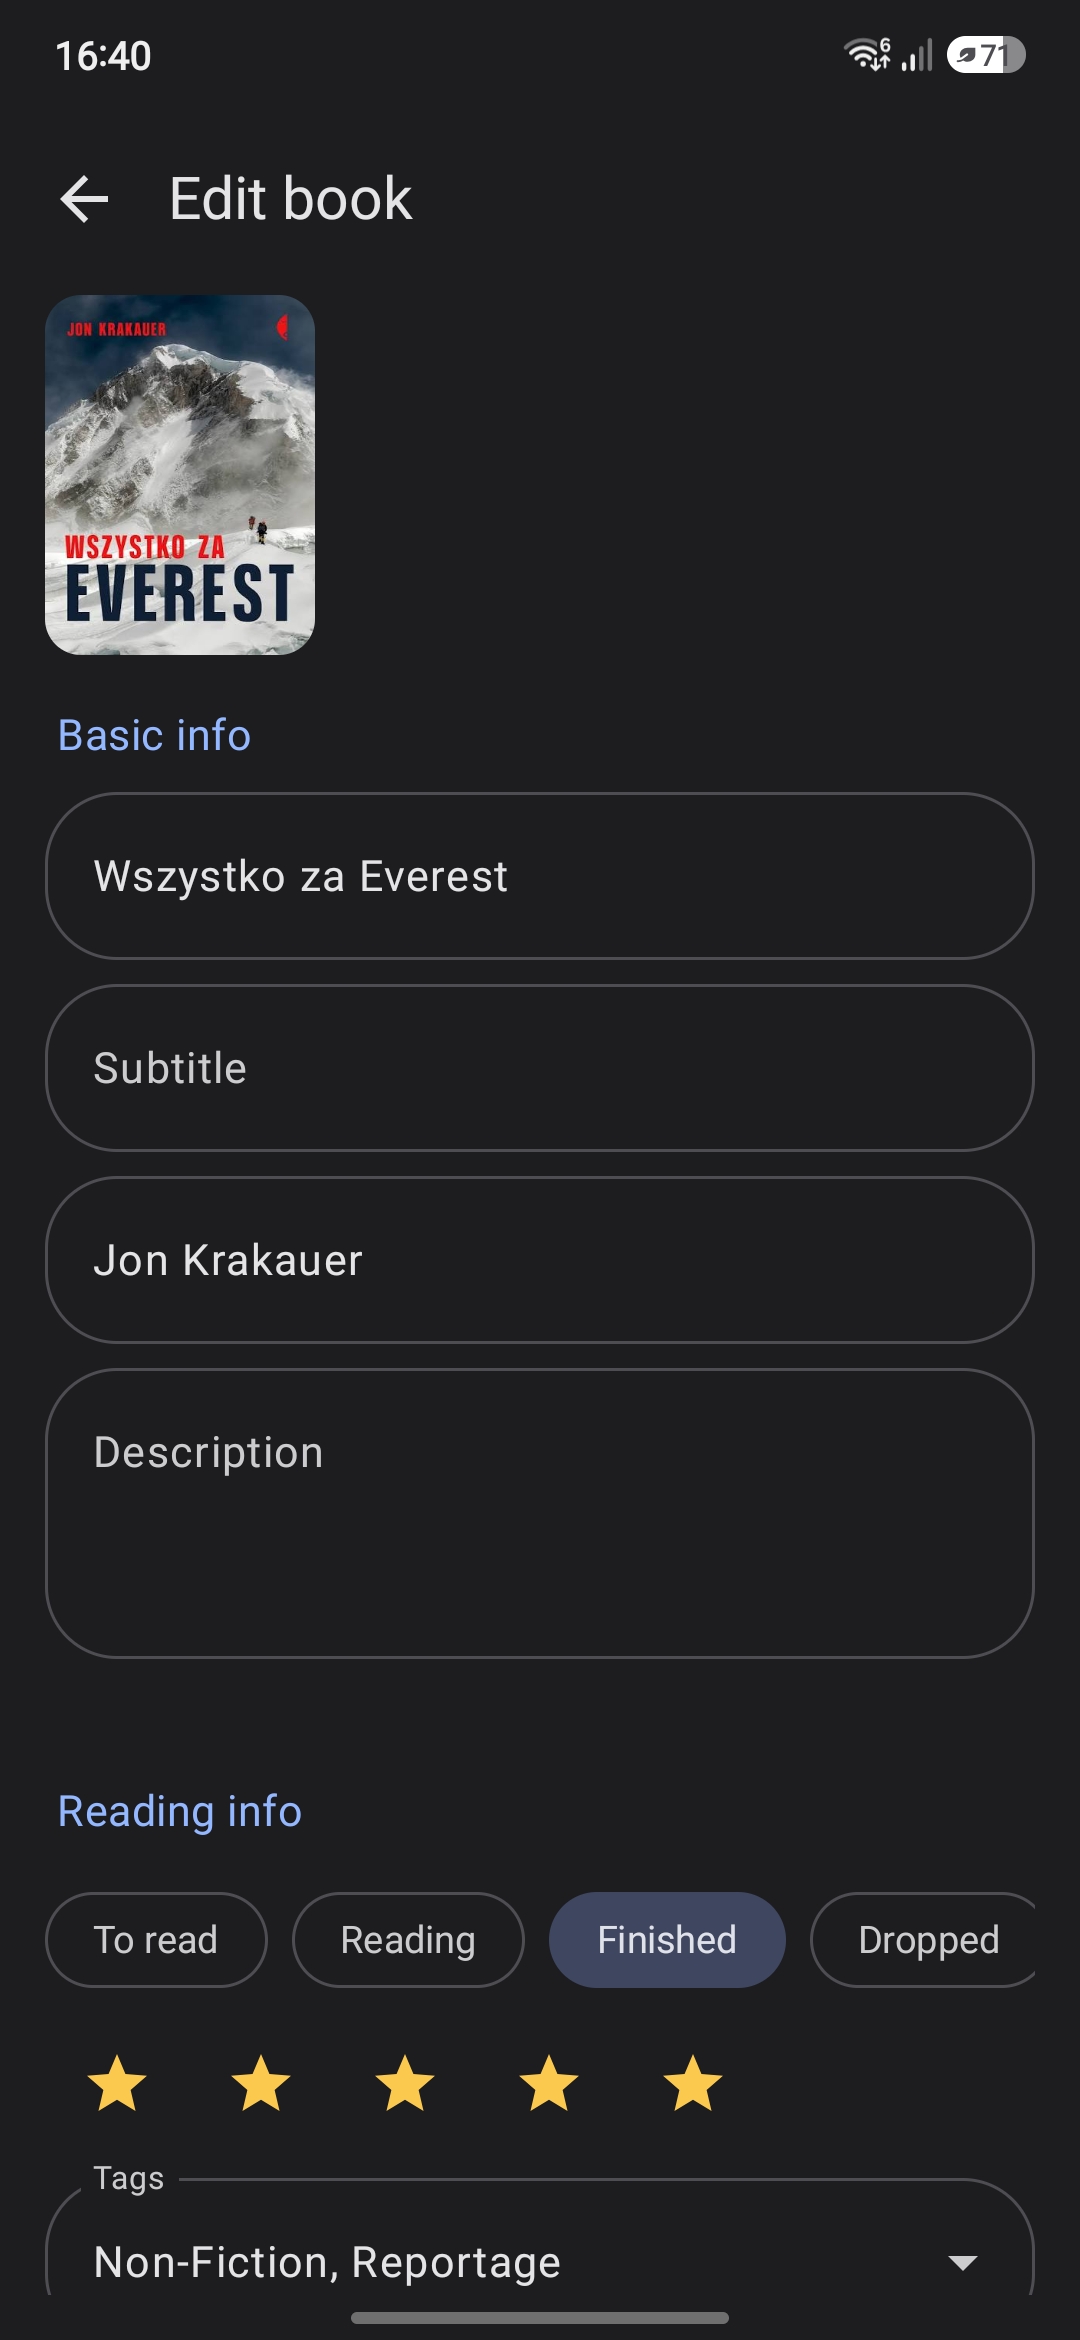 16:40
6
71
Edit book
JON KRAKAUER
WSZYSTKO ZA
EVEREST
Basic info
Wszystko za Everest
Subtitle
Jon Krakauer
Description
Reading info
To read
Reading
Finished
Dropped
Tags
Non-Fiction, Reportage